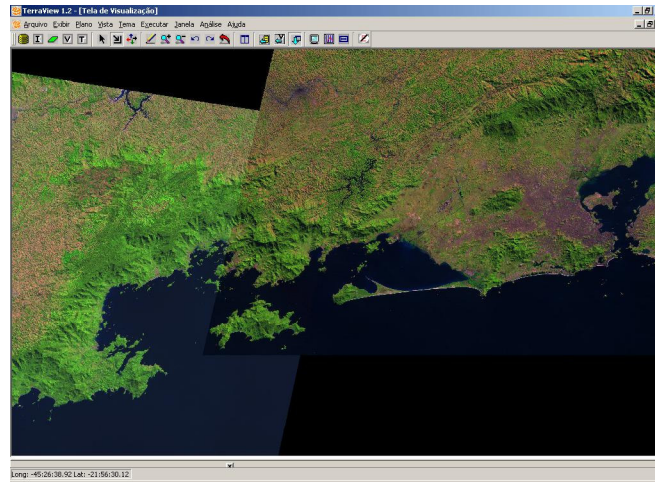 TerraView 1.2 - [Tela de Visualização]
Arquivo Exibir Plano Vista Tema Executar Janela Análise Ajuda
I V T
Long: -45:26:38.92 Lat: -21:56:30.12